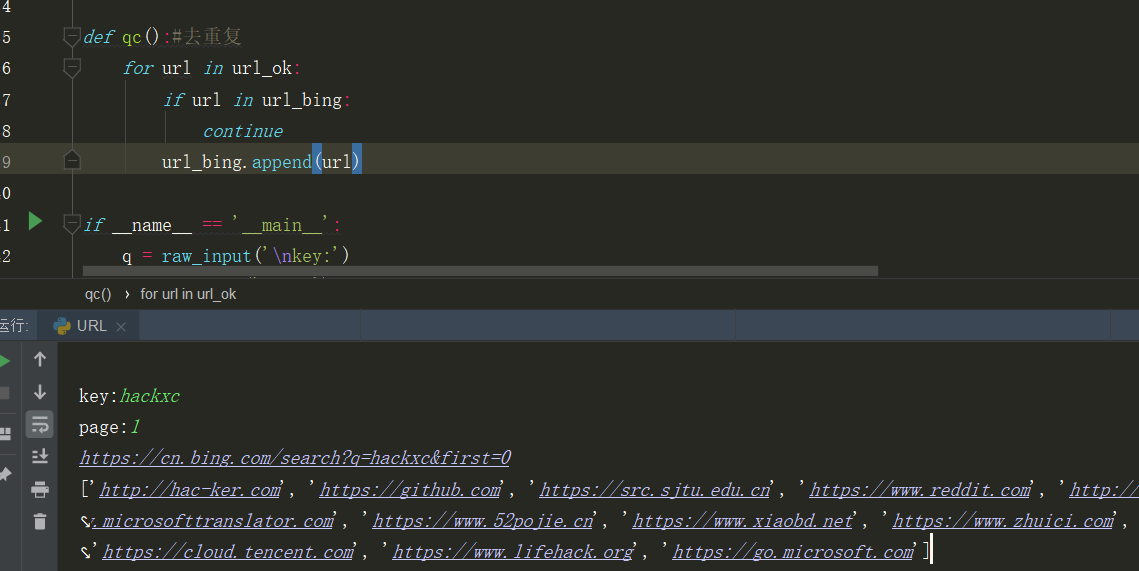 4
5 def qc():#去重复
6 for url in url_ok:
7 if url in url_bing:
8 continue
9 url_bing.append(url)
0
1 if __name__ == '__main__':
2 q = raw_input('\nkey:')
qc() › for url in url_ok
运行: URL
key:hackxc
page:1
https://cn.bing.com/search?q=hackxc&first=0
['http://hac-ker.com', 'https://github.com', 'https://src.sjtu.edu.cn', 'https://www.reddit.com', 'http://
.microsofttranslator.com', 'https://www.52pojie.cn', 'https://www.xiaobd.net', 'https://www.zhuici.com',
'https://cloud.tencent.com', 'https://www.lifehack.org', 'https://go.microsoft.com']